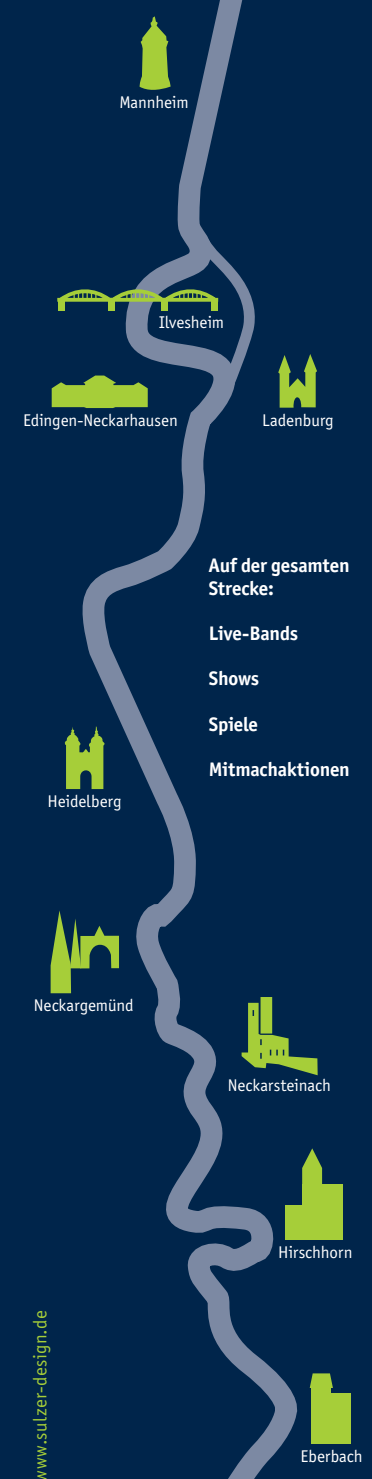 Mannheim
Ilvesheim
Edingen-Neckarhausen
Ladenburg
Auf der gesamten
Strecke:
Live-Bands
Shows
Spiele
Mitmachaktionen
Heidelberg
Neckargemünd
Neckarsteinach
Hirschhorn
Eberbach
www.sulzer-design.de